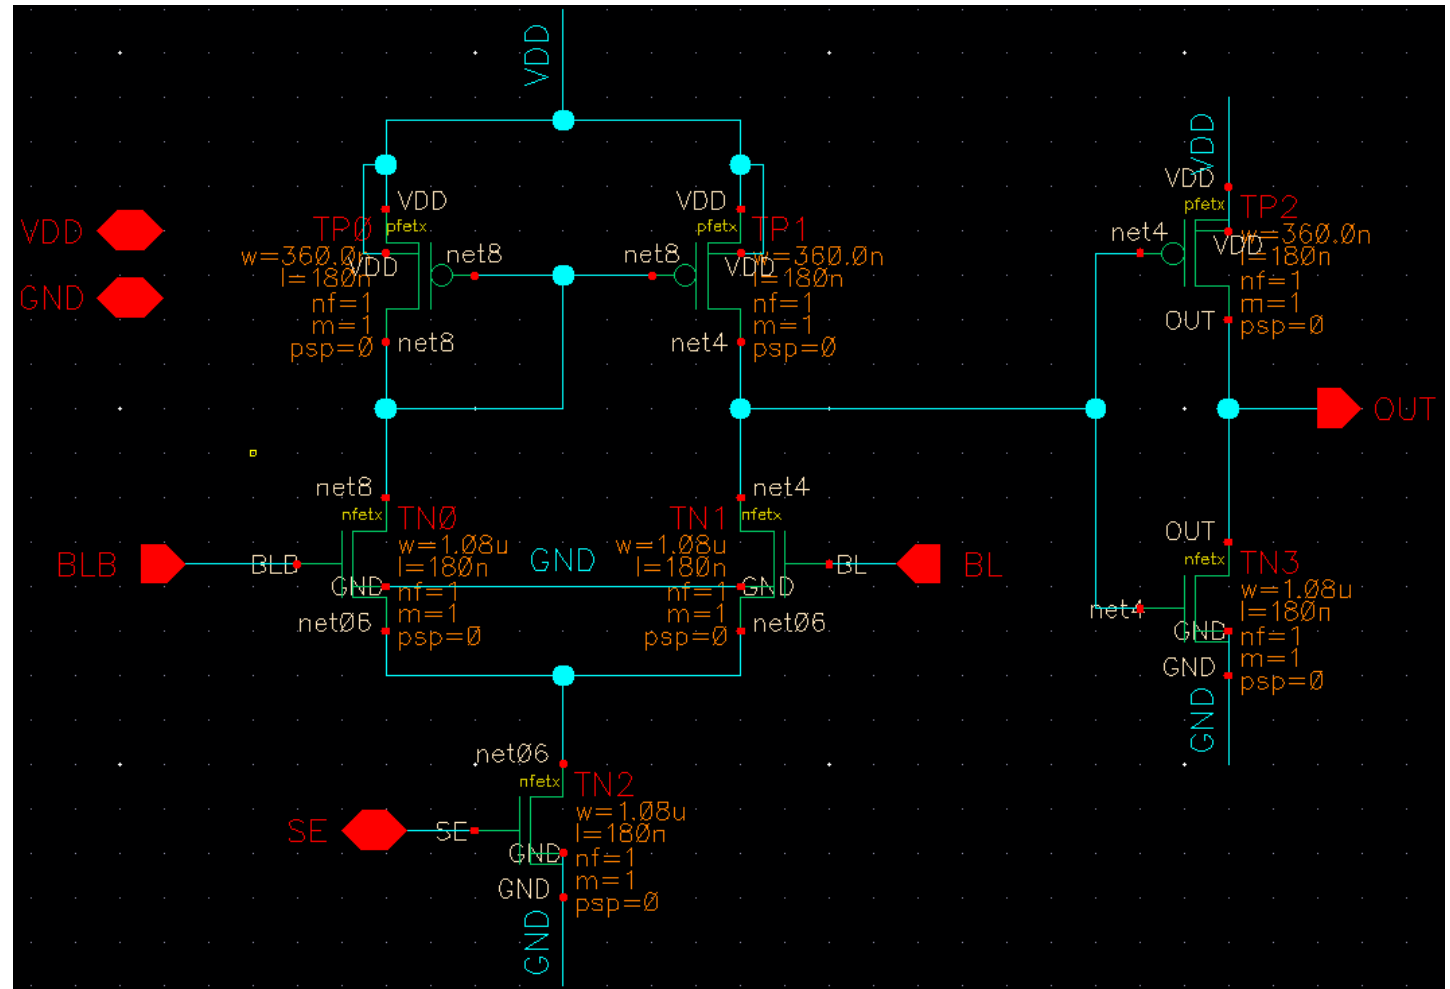 VDD
VDD
GND
VDD
TP0
pfetx
w=360.0n
VDD
l=180n
nf=1
m=1
psp=0
net8
net8
VDD
TP1
pfetx
net8
w=360.0n
VDD
l=180n
nf=1
m=1
psp=0
net4
VDD
VDD
TP2
pfetx
net4
w=360.0n
VDD
l=180n
nf=1
m=1
psp=0
OUT
OUT
net8
nfetx
TN0
w=1.08u
l=180n
BLB
BLB
GND
nf=1
m=1
psp=0
net06
GND
net4
TN1
nfetx
w=1.08u
l=180n
BL
BL
nf=1
GND
m=1
psp=0
net06
OUT
nfetx
TN3
w=1.08u
l=180n
net4
GND
nf=1
m=1
psp=0
GND
GND
net06
nfetx
TN2
w=1.08u
l=180n
SE
SE
GND
nf=1
m=1
psp=0
GND
GND